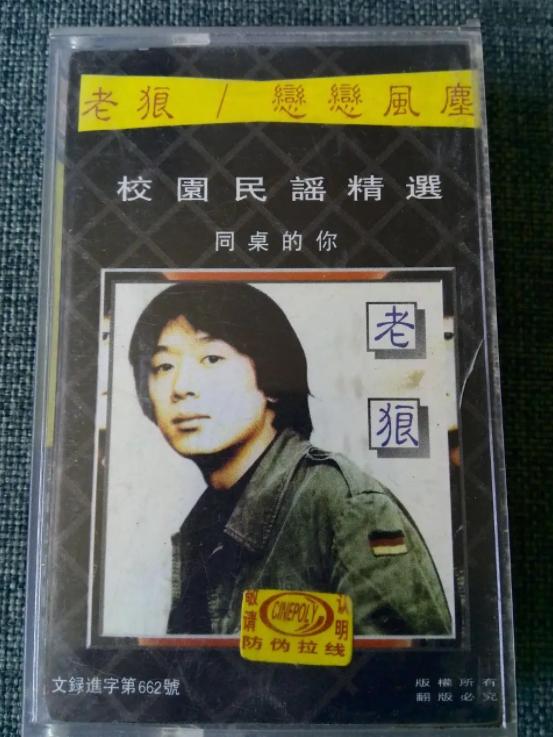 老狼 / 戀戀風塵
校園民謡精選
同桌的你
老
狼
敬请 认明
CINEPOLY
防伪拉线
文録進字第662號
版權所有
翻版必究